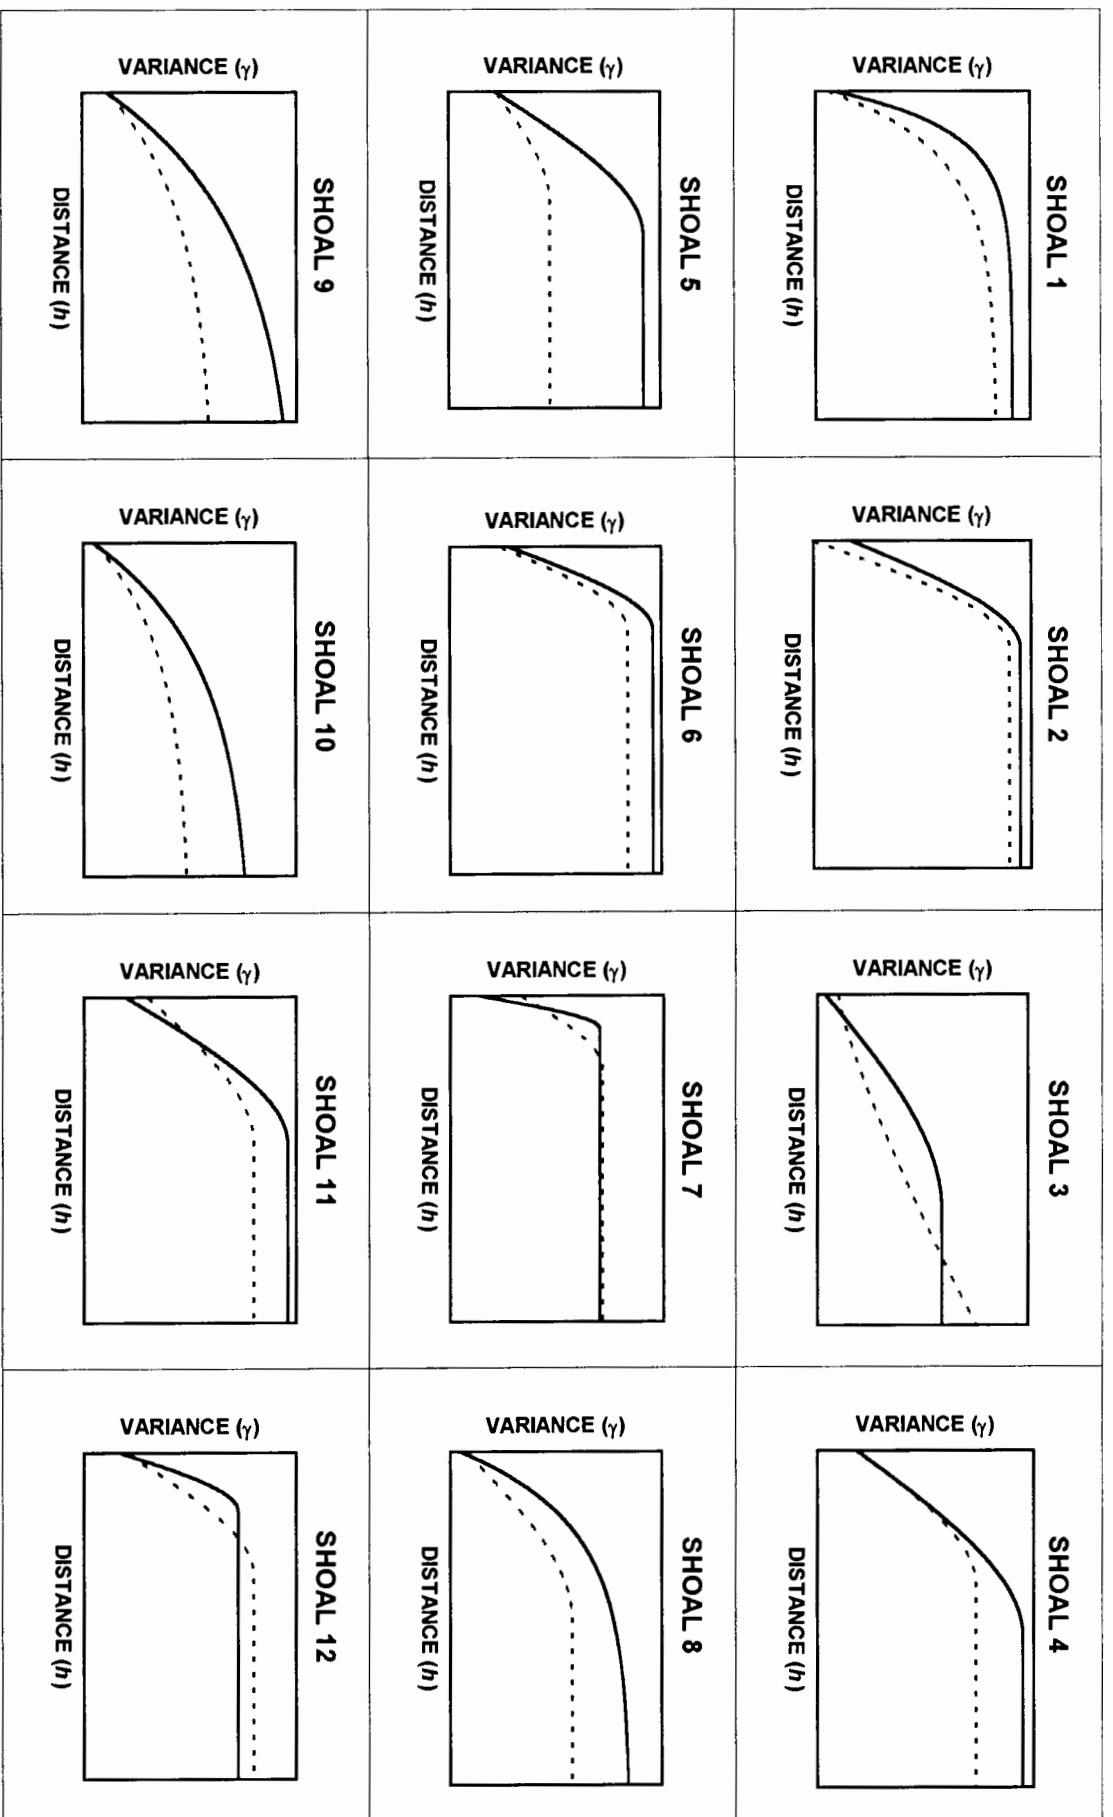 SHOAL 1
VARIANCE (γ)
DISTANCE (h)
SHOAL 2
VARIANCE (γ)
DISTANCE (h)
SHOAL 3
VARIANCE (γ)
DISTANCE (h)
SHOAL 4
VARIANCE (γ)
DISTANCE (h)
SHOAL 5
VARIANCE (γ)
DISTANCE (h)
SHOAL 6
VARIANCE (γ)
DISTANCE (h)
SHOAL 7
VARIANCE (γ)
DISTANCE (h)
SHOAL 8
VARIANCE (γ)
DISTANCE (h)
SHOAL 9
VARIANCE (γ)
DISTANCE (h)
SHOAL 10
VARIANCE (γ)
DISTANCE (h)
SHOAL 11
VARIANCE (γ)
DISTANCE (h)
SHOAL 12
VARIANCE (γ)
DISTANCE (h)